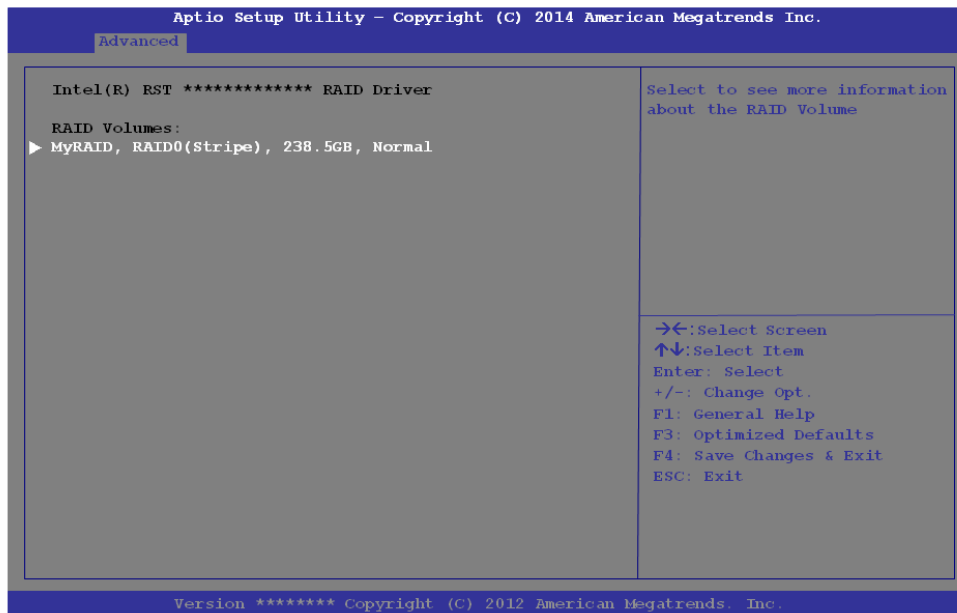 Aptio Setup Utility – Copyright (C) 2014 American Megatrends Inc.
Advanced
Intel(R) RST ************* RAID Driver
RAID Volumes:
▶ MyRAID, RAID0(Stripe), 238.5GB, Normal
Select to see more information
about the RAID Volume
→←:Select Screen
↑↓:Select Item
Enter: Select
+/-: Change Opt.
F1: General Help
F3: Optimized Defaults
F4: Save Changes & Exit
ESC: Exit
Version ******** Copyright (C) 2012 American Megatrends. Inc.